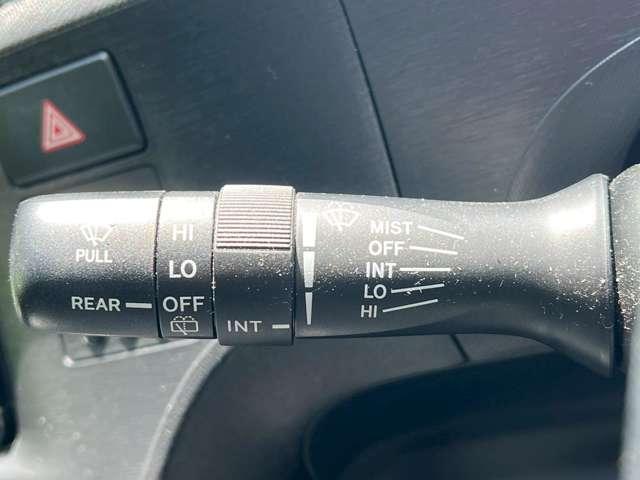 PULL
REAR
HI
LO
OFF
INT
MIST
OFF
INT
LO
HI